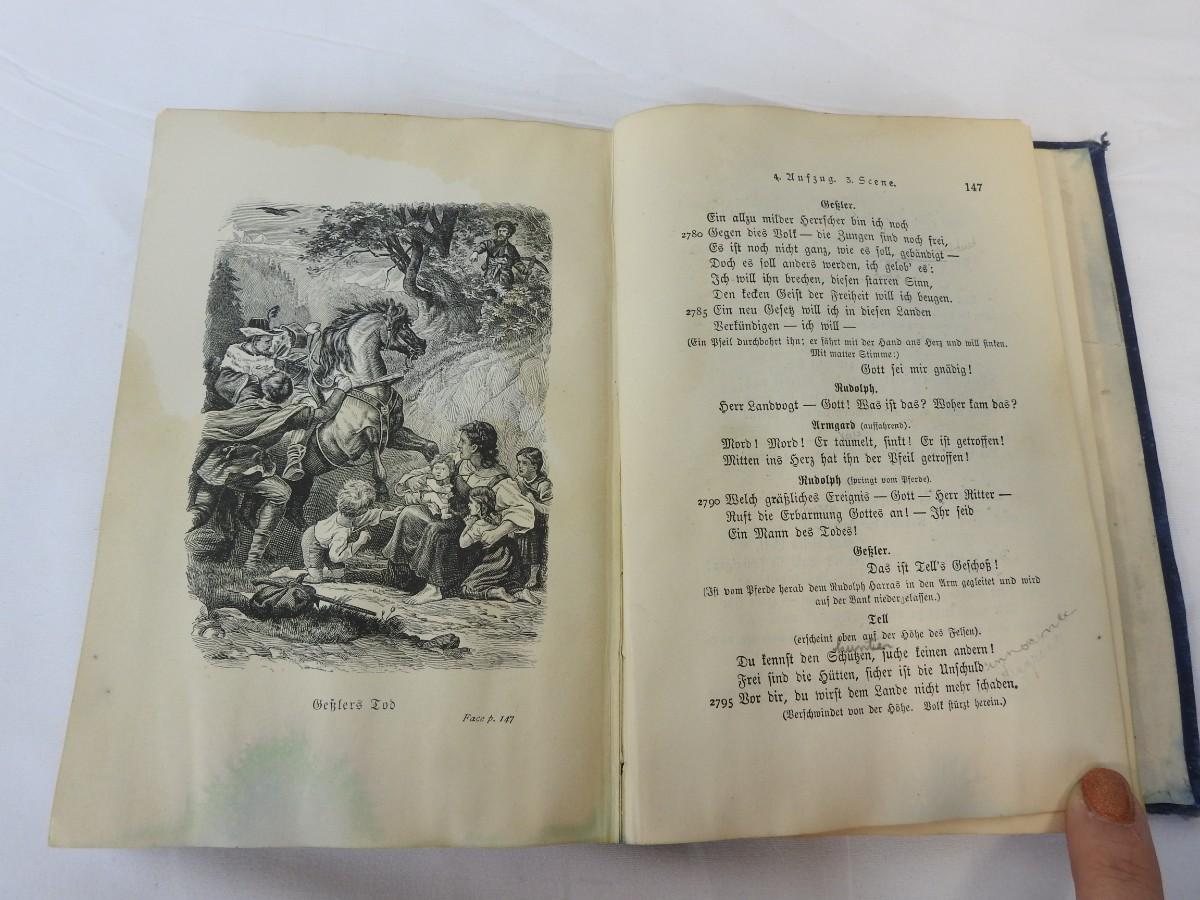 Geßlers Tod
Face p. 147
4. Aufzug. 3. Scene.
147
Geßler.
Ein allzu milder Herrscher bin ich noch
2780 Gegen dies Volk — die Zungen sind noch frei,
Es ist noch nicht ganz, wie es soll, gebändigt —
Doch es soll anders werden, ich gelob' es:
Ich will ihn brechen, diesen starren Sinn,
Den kecken Geist der Freiheit will ich beugen.
2785 Ein neu Gesetz will ich in diesen Landen
Verkündigen — ich will —
(Ein Pfeil durchbohrt ihn; er fährt mit der Hand ans Herz und will sinken.
Mit matter Stimme:)
Gott sei mir gnädig!
Rudolph.
Herr Landvogt — Gott! Was ist das? Woher kam das?
Armgard (auffahrend).
Mord! Mord! Er taumelt, sinkt! Er ist getroffen!
Mitten ins Herz hat ihn der Pfeil getroffen!
Rudolph (springt vom Pferde).
2790 Welch gräßliches Ereignis — Gott — Herr Ritter —
Ruft die Erbarmung Gottes an! — Ihr seid
Ein Mann des Todes!
Geßler.
Das ist Tell's Geschoß!
(Ist vom Pferde herab dem Rudolph Harras in den Arm gegleitet und wird
auf der Bank niedergelassen.)
Tell
(erscheint oben auf der Höhe des Felsen).
Du kennst den Schützen, suche keinen andern!
Frei sind die Hütten, sicher ist die Unschuld
2795 Vor dir, du wirst dem Lande nicht mehr schaden.
(Verschwindet von der Höhe. Volk stürzt herein.)